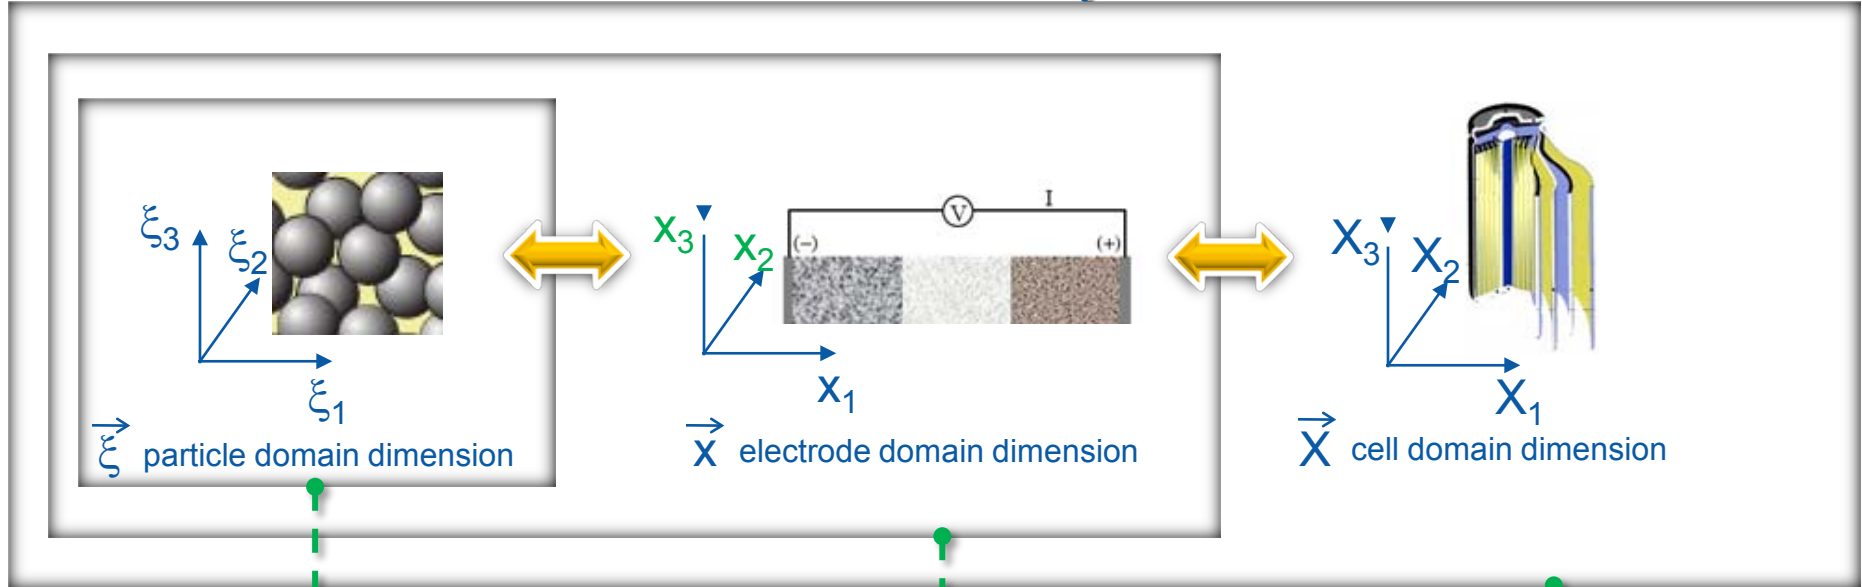 ξ3
ξ2
ξ1
ξ particle domain dimension
x3
x2
x1
V
I
(−)
(+)
x electrode domain dimension
X3
X2
X1
X cell domain dimension